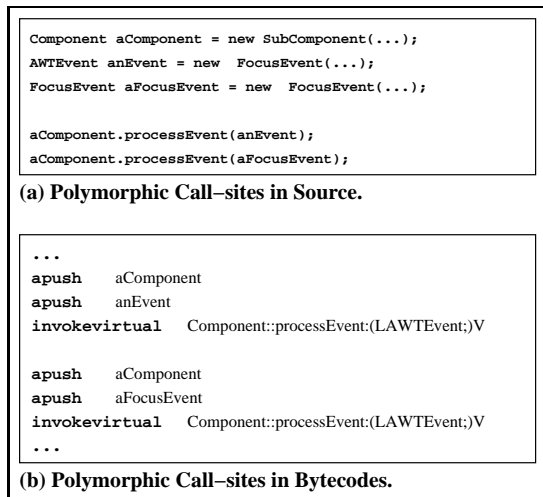 Component aComponent = new SubComponent(...);
AWTEvent anEvent = new  FocusEvent(...);
FocusEvent aFocusEvent = new  FocusEvent(...);
aComponent.processEvent(anEvent);
aComponent.processEvent(aFocusEvent);
(a) Polymorphic Call−sites in Source.
...
apush aComponent
apush anEvent
invokevirtual Component::processEvent:(LAWTEvent;)V
apush aComponent
apush aFocusEvent
invokevirtual Component::processEvent:(LAWTEvent;)V
...
(b) Polymorphic Call−sites in Bytecodes.